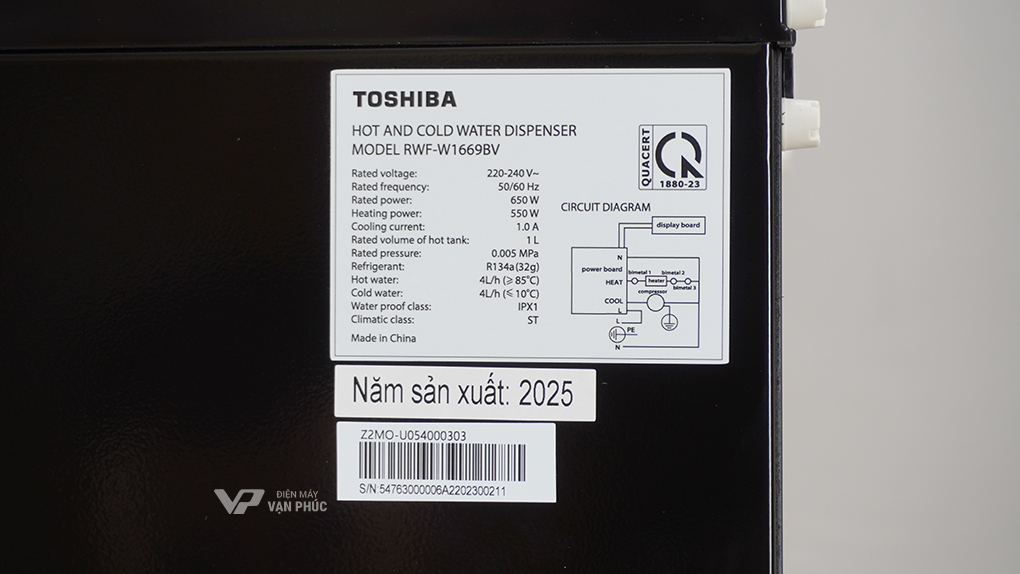 TOSHIBA
HOT AND COLD WATER DISPENSER
MODEL RWF-W1669BV
Rated voltage: 220-240 V~
Rated frequency: 50/60 Hz
Rated power: 650 W
Heating power: 550 W
Cooling current: 1.0 A
Rated volume of hot tank: 1 L
Rated pressure: 0.005 MPa
Refrigerant: R134a (32g)
Hot water: 4L/h (≥ 85°C)
Cold water: 4L/h (≤ 10°C)
Water proof class: IPX1
Climatic class: ST
Made in China
QUACERT
1880-23
CIRCUIT DIAGRAM
display board
N
power board
bimetal 1
bimetal 2
HEAT
heater
bimetal 3
compressor
COOL
L
L
PE
N
Năm sản xuất: 2025
Z2MO-U054000303
S/N:54763000006A2202300211
VP
ĐIỆN MÁY
VẠN PHÚC